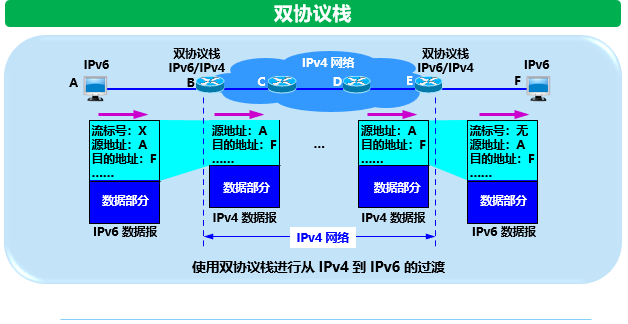 双协议栈
IPv6
双协议栈
IPv6/IPv4
IPv4 网络
双协议栈
IPv6/IPv4
IPv6
A
B
C
D
E
F
流标号：X
源地址：A
目的地址：F
……
数据部分
IPv6 数据报
源地址：A
目的地址：F
……
数据部分
IPv4 数据报
…
源地址：A
目的地址：F
……
数据部分
IPv4 数据报
流标号：无
源地址：A
目的地址：F
……
数据部分
IPv6 数据报
IPv4 网络
使用双协议栈进行从 IPv4 到 IPv6 的过渡